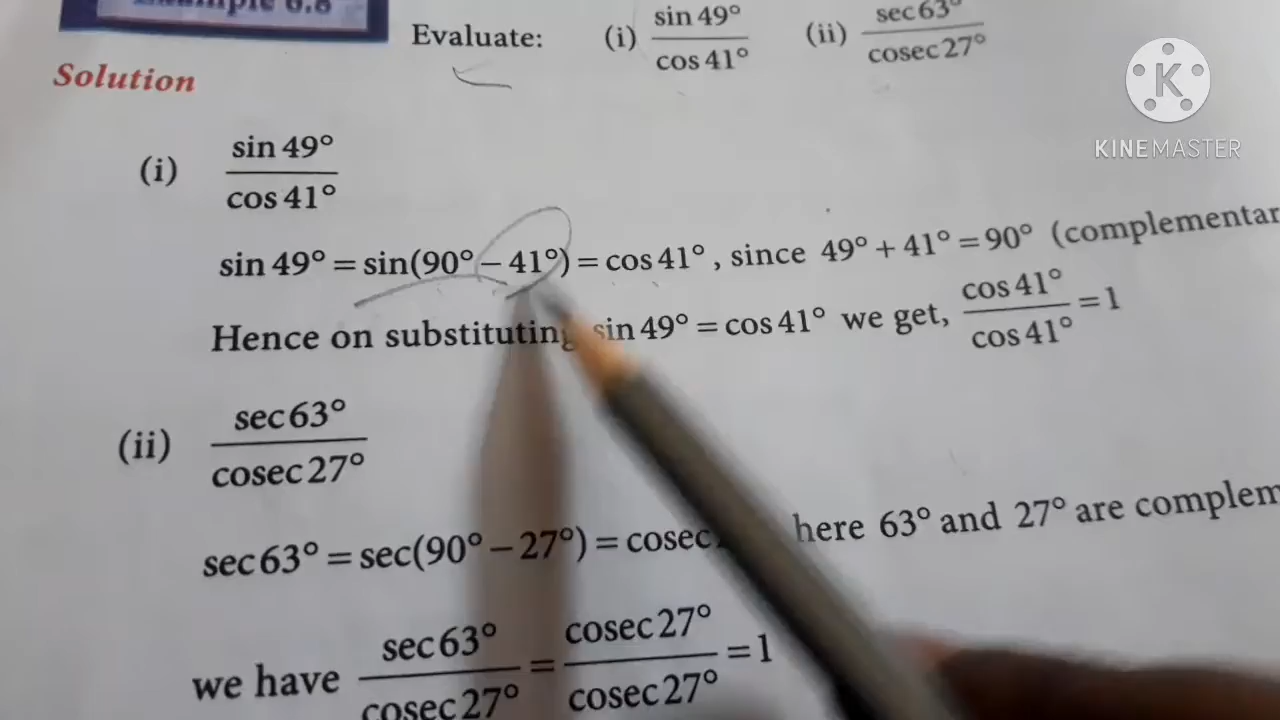 Example 6.8
Evaluate: (i) sin 49° / cos 41° (ii) sec 63° / cosec 27°
Solution
KINEMASTER
(i) sin 49° / cos 41°
sin 49° = sin(90° − 41°) = cos 41° , since 49° + 41° = 90° (complementar
Hence on substituting sin 49° = cos 41° we get, cos 41° / cos 41° = 1
(ii) sec 63° / cosec 27°
sec 63° = sec(90° − 27°) = cosec here 63° and 27° are complem
we have sec 63° / cosec 27° = cosec 27° / cosec 27° = 1